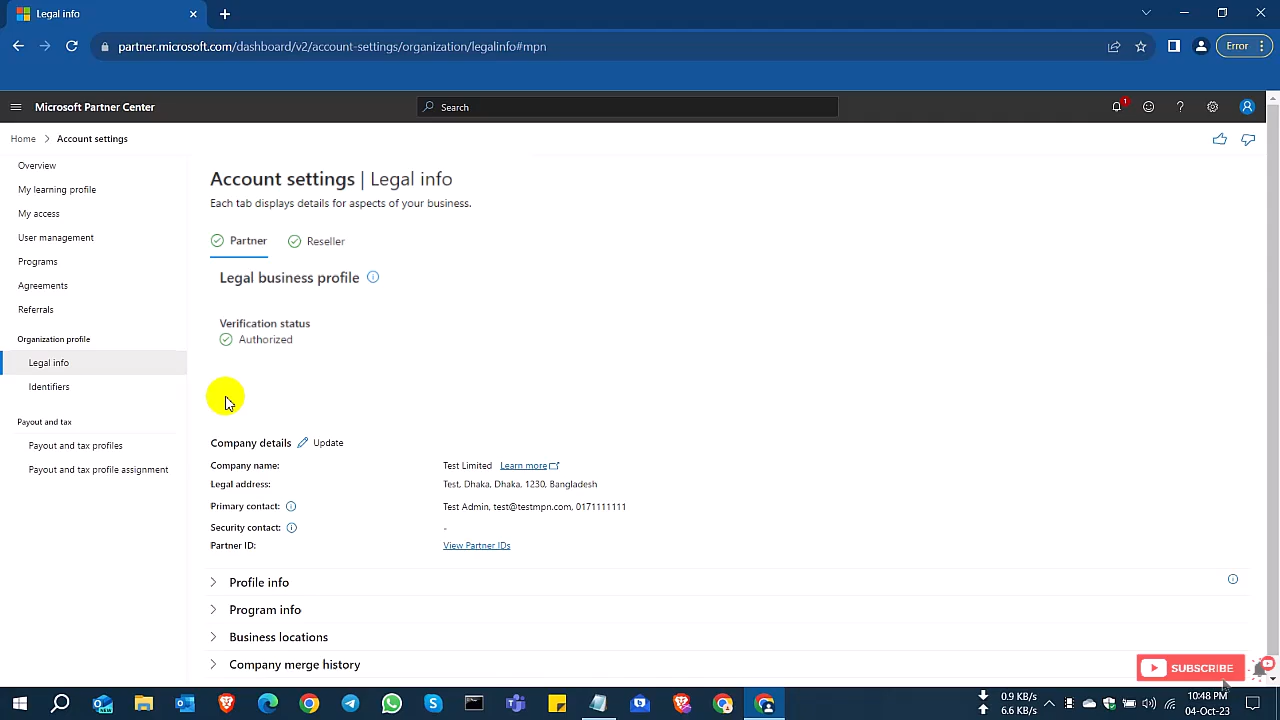 Legal info
partner.microsoft.com/dashboard/v2/account-settings/organization/legalinfo#mpn
Error
Microsoft Partner Center
Search
1
Home > Account settings
Overview
My learning profile
My access
User management
Programs
Agreements
Referrals
Organization profile
Legal info
Identifiers
Payout and tax
Payout and tax profiles
Payout and tax profile assignment
Account settings | Legal info
Each tab displays details for aspects of your business.
Partner Reseller
Legal business profile
Verification status
Authorized
Company details Update
Company name: Test Limited Learn more
Legal address: Test, Dhaka, Dhaka, 1230, Bangladesh
Primary contact: Test Admin, test@testmpn.com, 0171111111
Security contact: -
Partner ID: View Partner IDs
Profile info
Program info
Business locations
Company merge history
SUBSCRIBE
0.9 KB/s
6.6 KB/s
10:48 PM
04-Oct-23